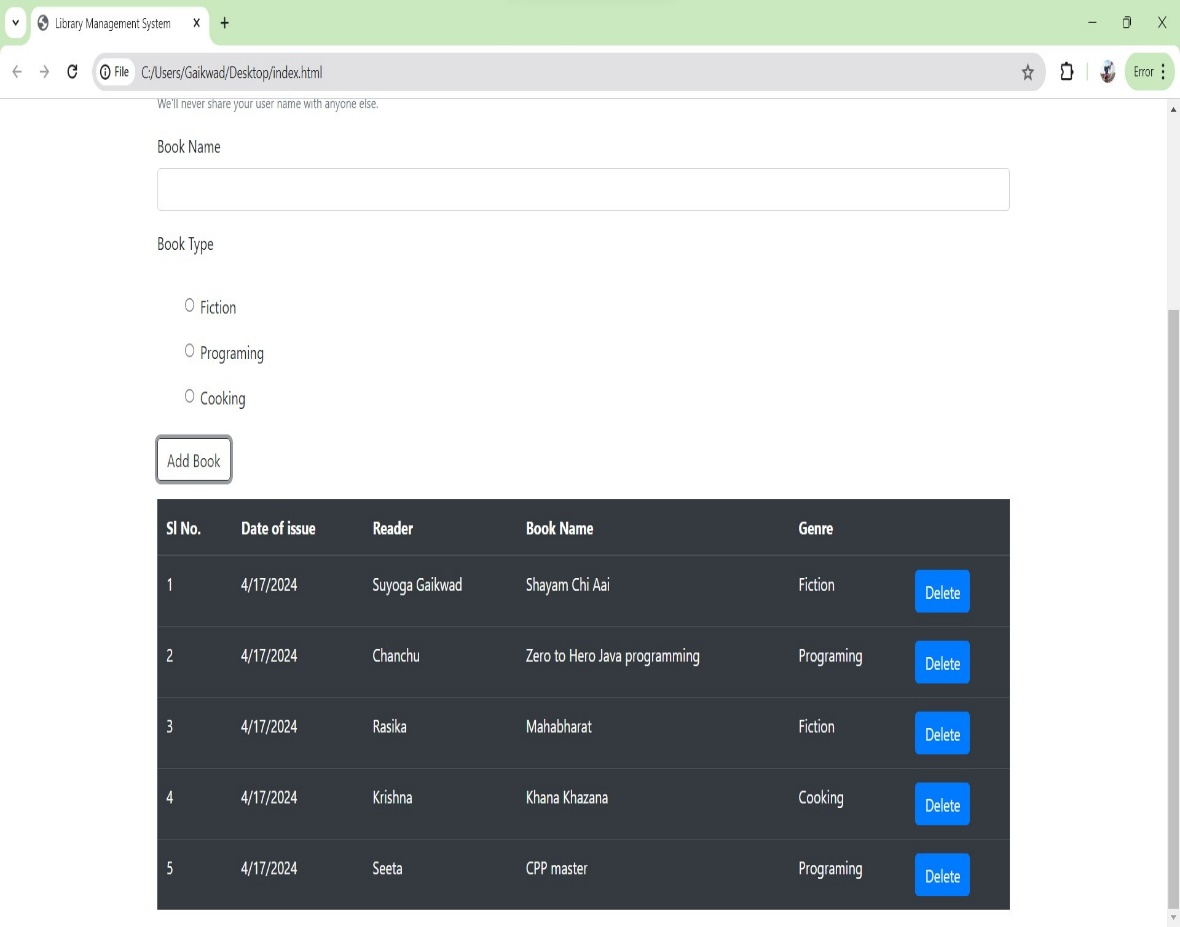 Library Management System
File C:/Users/Gaikwad/Desktop/index.html Error
We'll never share your user name with anyone else.
Book Name
Book Type
Fiction
Programing
Cooking
Add Book
Sl No. Date of issue Reader Book Name Genre
1 4/17/2024 Suyoga Gaikwad Shayam Chi Aai Fiction Delete
2 4/17/2024 Chanchu Zero to Hero Java programming Programing Delete
3 4/17/2024 Rasika Mahabharat Fiction Delete
4 4/17/2024 Krishna Khana Khazana Cooking Delete
5 4/17/2024 Seeta CPP master Programing Delete